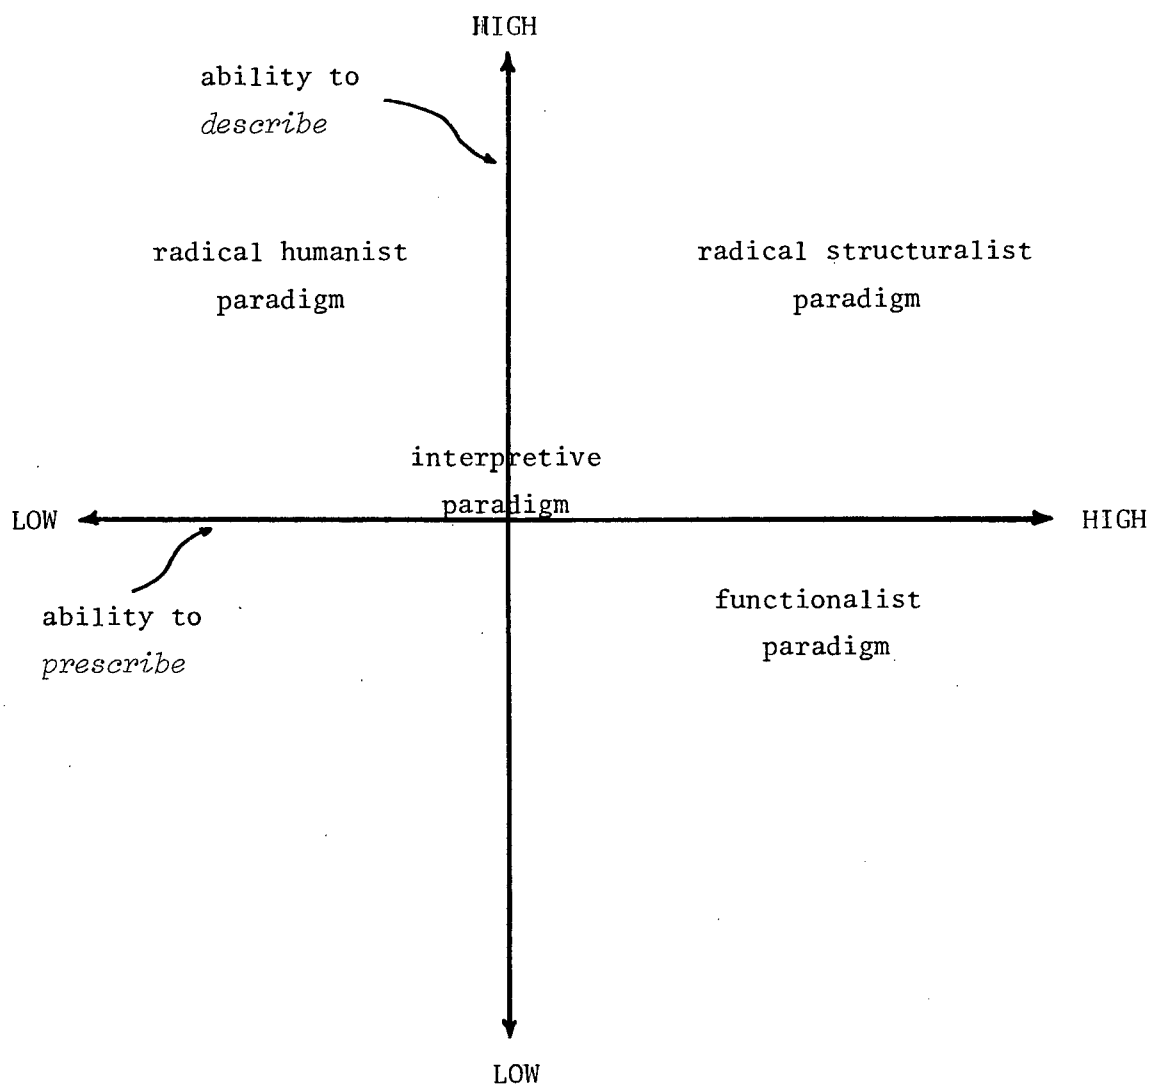 HIGH
ability to
describe
radical humanist
paradigm
radical structuralist
paradigm
interpretive
paradigm
LOW
HIGH
ability to
prescribe
functionalist
paradigm
LOW